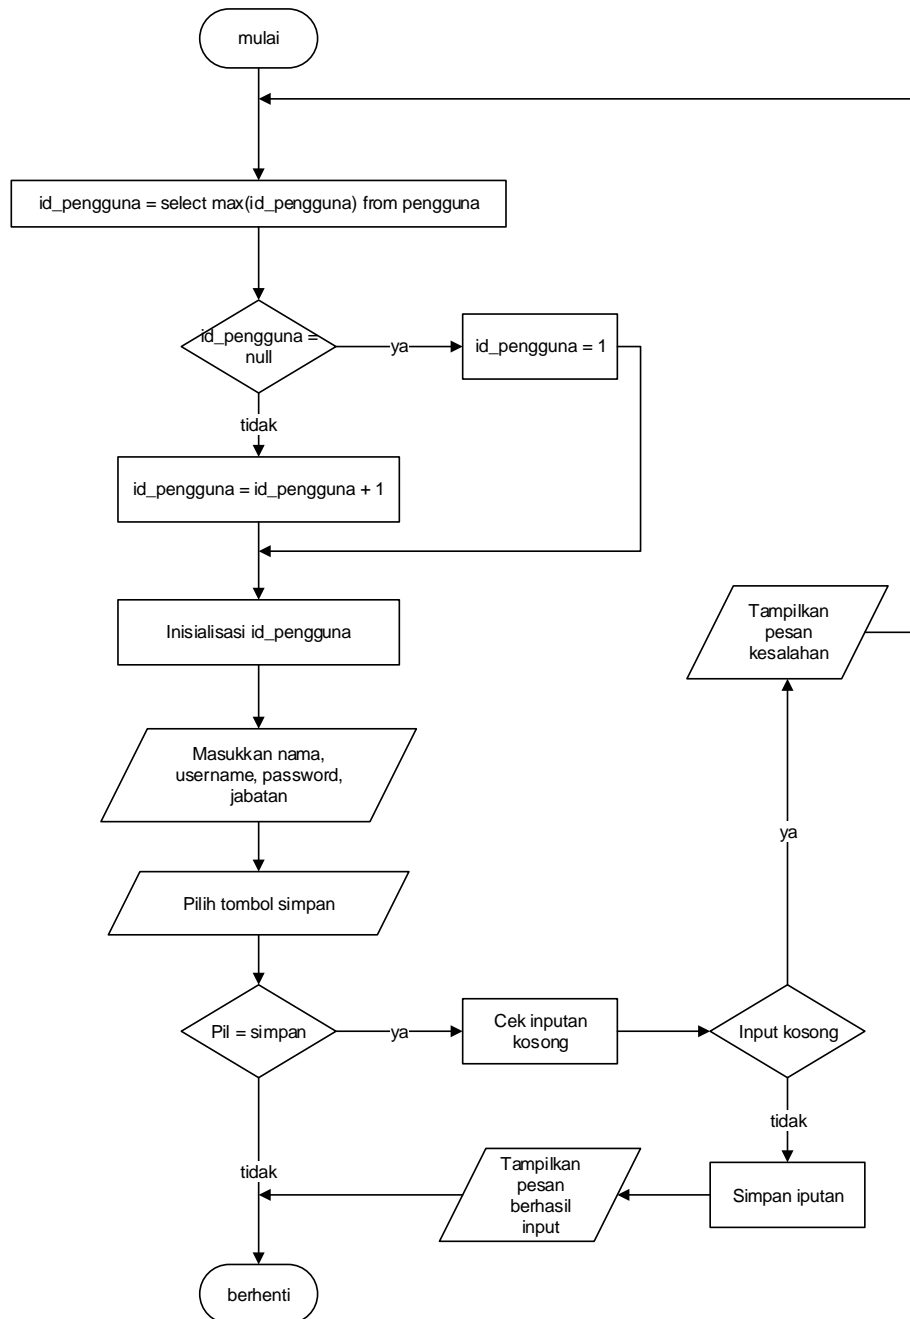 mulai
id_pengguna = select max(id_pengguna) from pengguna
id_pengguna =
null
ya
id_pengguna = 1
tidak
id_pengguna = id_pengguna + 1
Inisialisasi id_pengguna
Tampilkan
pesan
kesalahan
Masukkan nama,
username, password,
jabatan
ya
Pilih tombol simpan
Pil = simpan
ya
Cek inputan
kosong
Input kosong
tidak
tidak
Tampilkan
pesan
berhasil
input
Simpan iputan
berhenti